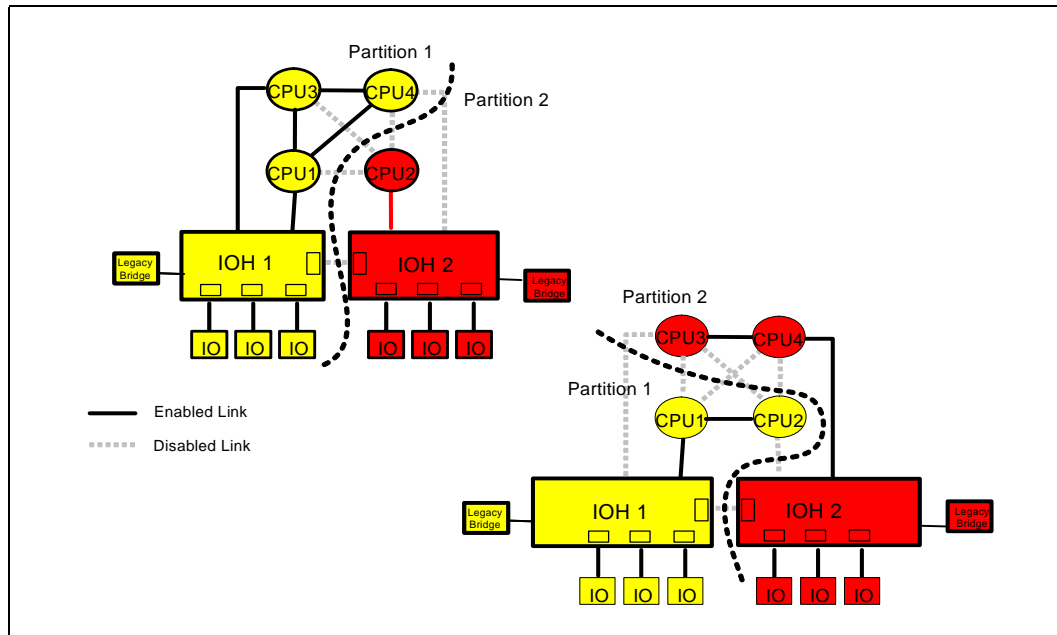 Partition 1
Partition 2
CPU3
CPU4
CPU1
CPU2
IOH 1
IOH 2
Legacy
Bridge
Legacy
Bridge
IO
IO
IO
IO
IO
IO
Enabled Link
Disabled Link
Partition 2
CPU3
CPU4
Partition 1
CPU1
CPU2
IOH 1
IOH 2
Legacy
Bridge
Legacy
Bridge
IO
IO
IO
IO
IO
IO